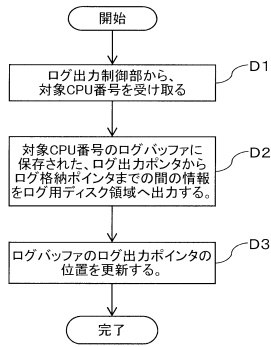 開始
ログ出力制御部から、
対象CPU番号を受け取る
D1
対象CPU番号のログバッファに
保存された、ログ出力ポンタから
ログ格納ポインタまでの間の情報
をログ用ディスク領域へ出力する。
D2
ログバッファのログ出力ポインタの
位置を更新する。
D3
完了